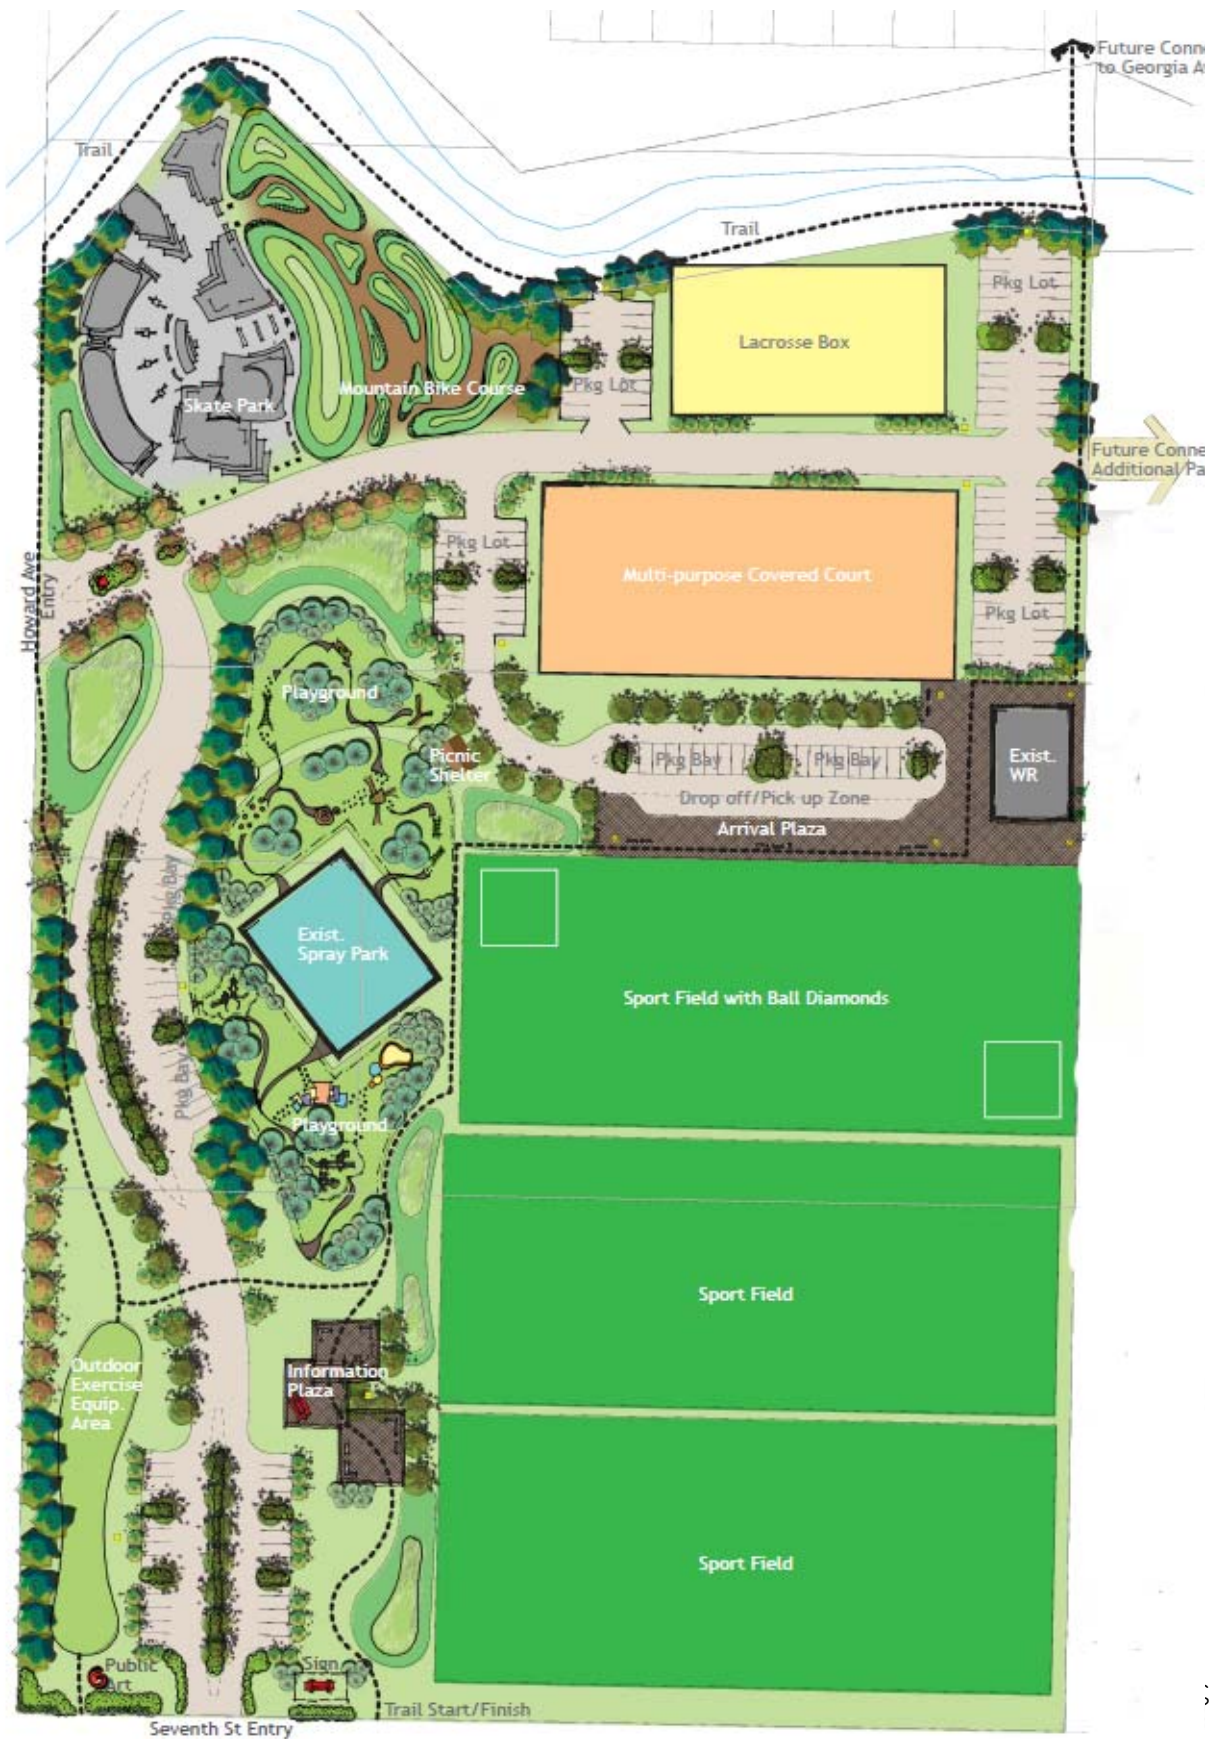 Future Conne
to Georgia A
Trail
Trail
Pkg Lot
Lacrosse Box
Mountain Bike Course
Pkg Lot
Skate Park
Future Conne
Additional Pa
Pkg Lot
Howard Ave
Entry
Multi-purpose Covered Court
Pkg Lot
Playground
Picnic
Shelter
Pkg Bay
Pkg Bay
Exist.
WR
Drop off/Pick up Zone
Arrival Plaza
Pkg Bay
Exist.
Spray Park
Sport Field with Ball Diamonds
Pkg Bay
Playground
Sport Field
Outdoor
Exercise
Equip.
Area
Information
Plaza
Sport Field
Public
Art
Sign
Trail Start/Finish
Seventh St Entry